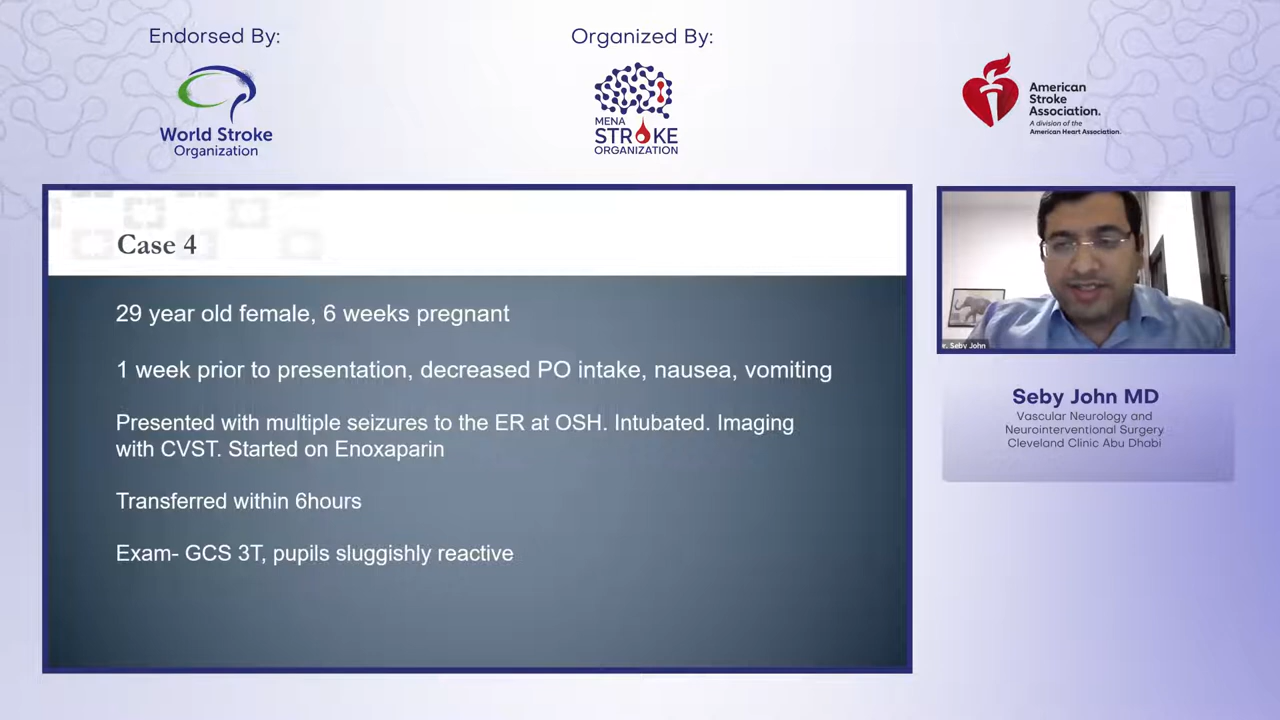 Endorsed By:
World Stroke
Organization
Organized By:
MENA
STROKE
ORGANIZATION
American
Stroke
Association.
A division of the
American Heart Association.
Case 4
29 year old female, 6 weeks pregnant
1 week prior to presentation, decreased PO intake, nausea, vomiting
Presented with multiple seizures to the ER at OSH. Intubated. Imaging
with CVST. Started on Enoxaparin
Transferred within 6hours
Exam- GCS 3T, pupils sluggishly reactive
Seby John
Seby John MD
Vascular Neurology and
Neurointerventional Surgery
Cleveland Clinic Abu Dhabi